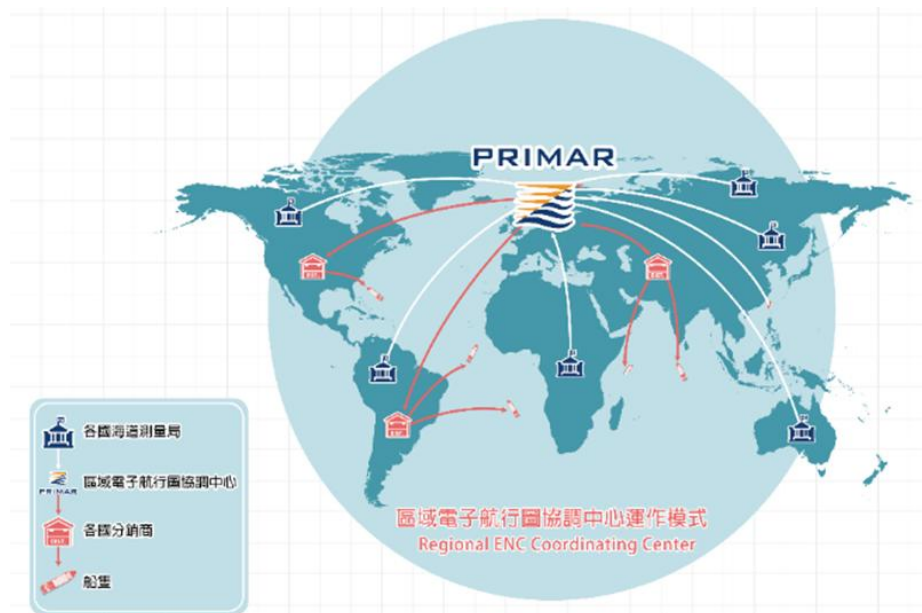 PRIMAR
各國海道測量局
PRIMAR
區域電子航行圖協調中心
各國分銷商
船隻
區域電子航行圖協調中心運作模式
Regional ENC Coordinating Center